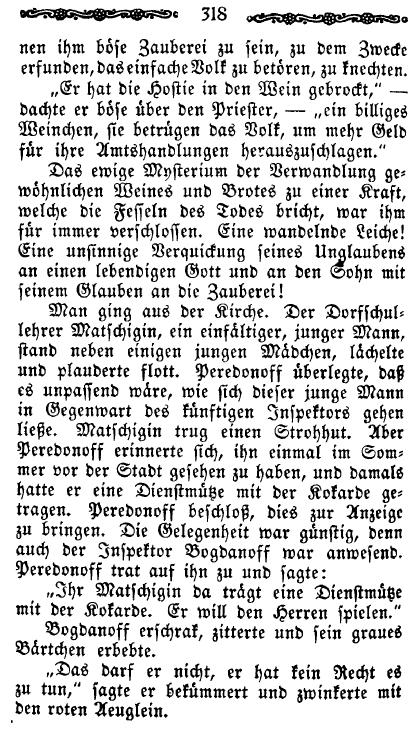 318
nen ihm böse Zauberei zu sein, zu dem Zwecke
erfunden, das einfache Volk zu betören, zu knechten.
„Er hat die Hostie in den Wein gebrockt,“ —
dachte er böse über den Priester, — „ein billiges
Weinchen, sie betrügen das Volk, um mehr Geld
für ihre Amtshandlungen herauszuschlagen.“
Das ewige Mysterium der Verwandlung ge-
wöhnlichen Weines und Brotes zu einer Kraft,
welche die Fesseln des Todes bricht, war ihm
für immer verschlossen. Eine wandelnde Leiche!
Eine unsinnige Verquickung seines Unglaubens
an einen lebendigen Gott und an den Sohn mit
seinem Glauben an die Zauberei!
Man ging aus der Kirche. Der Dorfschul-
lehrer Matschigin, ein einfältiger, junger Mann,
stand neben einigen jungen Mädchen, lächelte
und plauderte flott. Peredonoff überlegte, daß
es unpassend wäre, wie sich dieser junge Mann
in Gegenwart des künftigen Inspektors gehen
ließe. Matschigin trug einen Strohhut. Aber
Peredonoff erinnerte sich, ihn einmal im Som-
mer vor der Stadt gesehen zu haben, und damals
hatte er eine Dienstmütze mit der Kokarde ge-
tragen. Peredonoff beschloß, dies zur Anzeige
zu bringen. Die Gelegenheit war günstig, denn
auch der Inspektor Bogdanoff war anwesend.
Peredonoff trat auf ihn zu und sagte:
„Ihr Matschigin da trägt eine Dienstmütze
mit der Kokarde. Er will den Herren spielen.“
Bogdanoff erschrak, zitterte und sein graues
Bärtchen erbebte.
„Das darf er nicht, er hat kein Recht es
zu tun,“ sagte er bekümmert und zwinkerte mit
den roten Aeuglein.